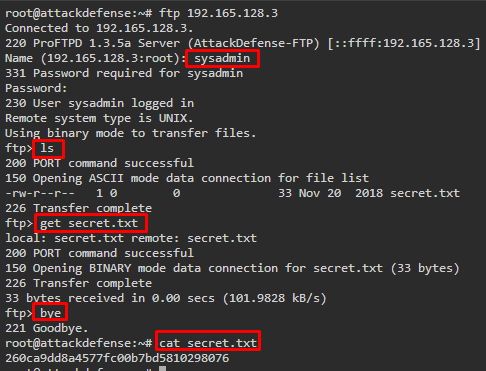 root@attackdefense:~# ftp 192.165.128.3
Connected to 192.165.128.3.
220 ProFTPD 1.3.5a Server (AttackDefense-FTP) [::ffff:192.165.128.3]
Name (192.165.128.3:root): sysadmin
331 Password required for sysadmin
Password:
230 User sysadmin logged in
Remote system type is UNIX.
Using binary mode to transfer files.
ftp> ls
200 PORT command successful
150 Opening ASCII mode data connection for file list
-rw-r--r--   1 0        0              33 Nov 20  2018 secret.txt
226 Transfer complete
ftp> get secret.txt
local: secret.txt remote: secret.txt
200 PORT command successful
150 Opening BINARY mode data connection for secret.txt (33 bytes)
226 Transfer complete
33 bytes received in 0.00 secs (101.9828 kB/s)
ftp> bye
221 Goodbye.
root@attackdefense:~# cat secret.txt
260ca9dd8a4577fc00b7bd5810298076